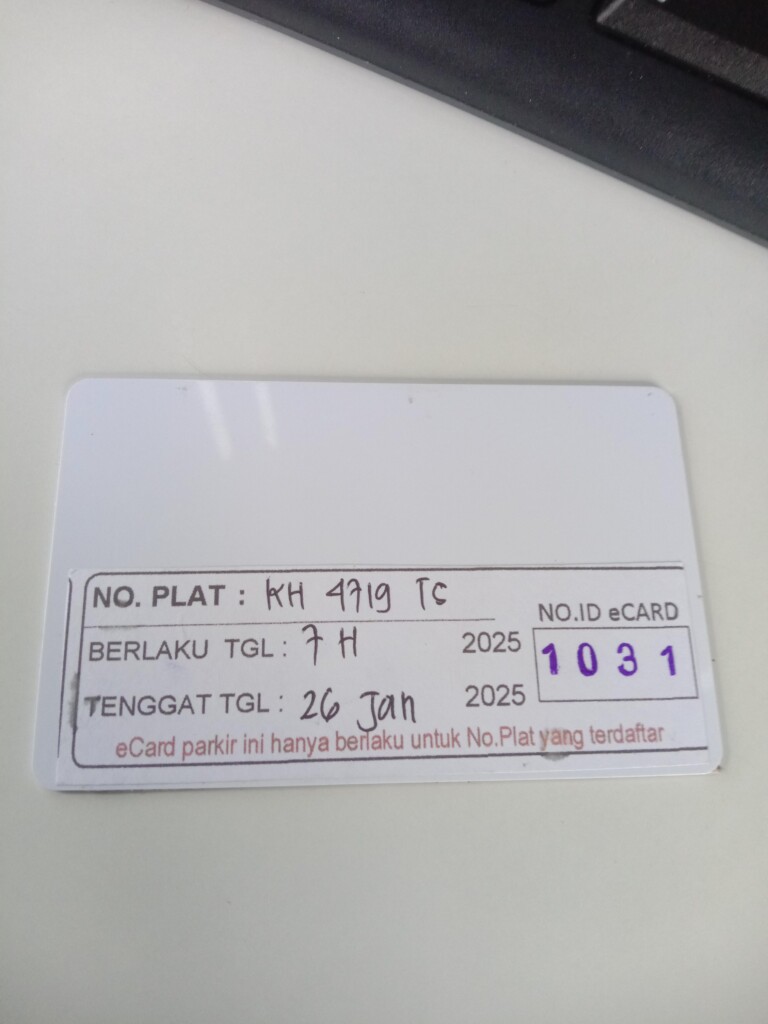 NO. PLAT : KH 4719 TS
BERLAKU TGL : 7 H 2025
TENGGAT TGL : 26 Jan 2025
NO.ID eCARD
1031
eCard parkir ini hanya berlaku untuk No.Plat yang terdaftar